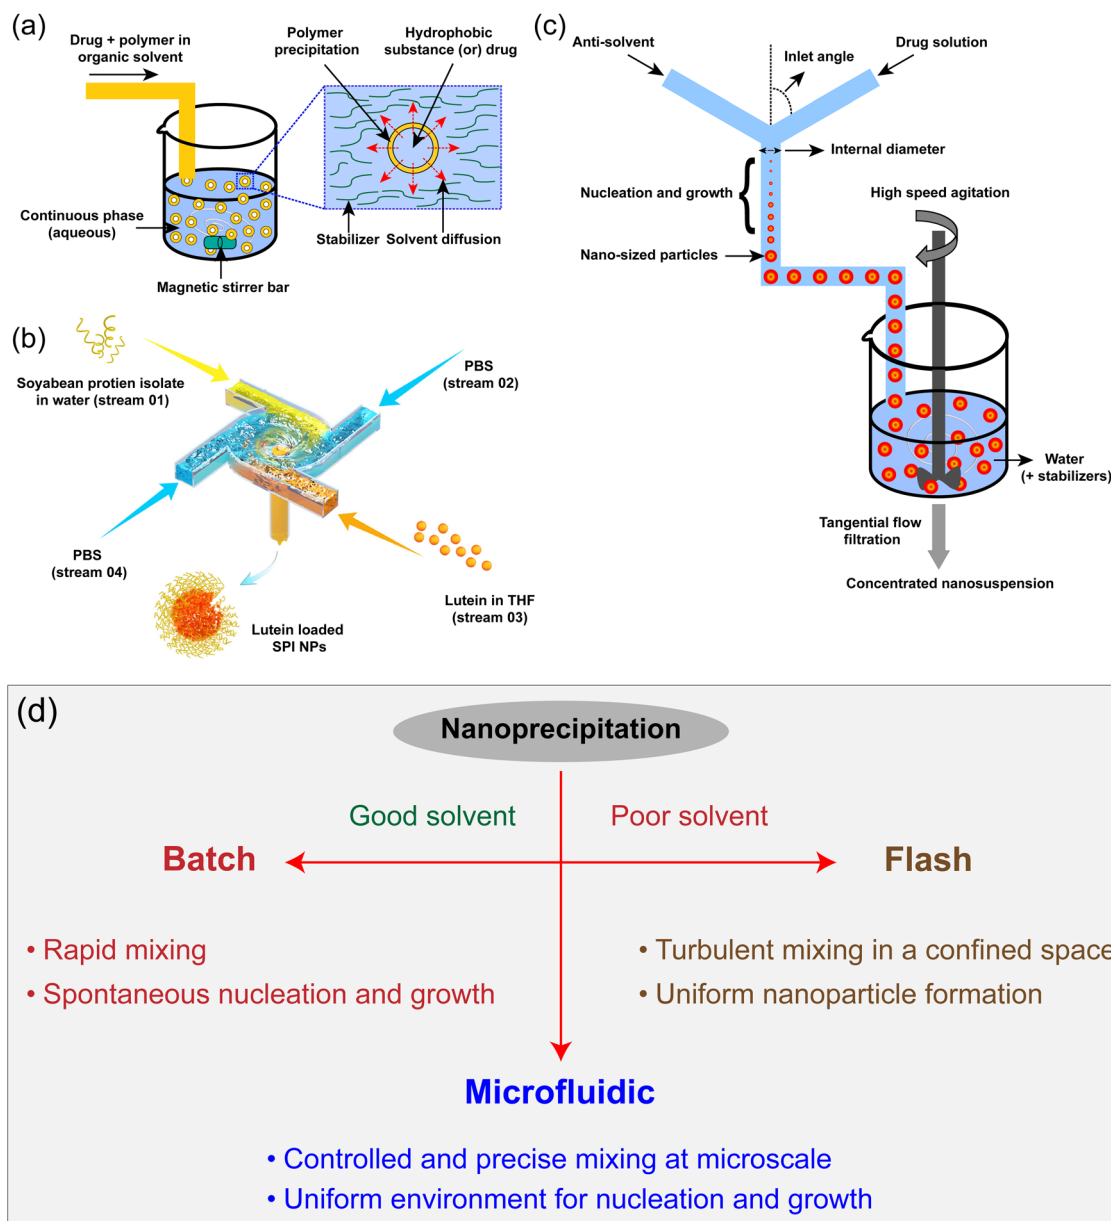 (a)
Drug + polymer in
organic solvent
Polymer
precipitation
Hydrophobic
substance (or) drug
Continuous phase
(aqueous)
Stabilizer
Solvent diffusion
Magnetic stirrer bar
(b)
Soyabean protien isolate
in water (stream 01)
PBS
(stream 02)
PBS
(stream 04)
Lutein in THF
(stream 03)
Lutein loaded
SPI NPs
(c)
Anti-solvent
Drug solution
Inlet angle
Internal diameter
Nucleation and growth
High speed agitation
Nano-sized particles
Water
(+ stabilizers)
Tangential flow
filtration
Concentrated nanosuspension
(d)
Nanoprecipitation
Good solvent
Poor solvent
Batch
Flash
• Rapid mixing
• Spontaneous nucleation and growth
• Turbulent mixing in a confined space
• Uniform nanoparticle formation
Microfluidic
• Controlled and precise mixing at microscale
• Uniform environment for nucleation and growth